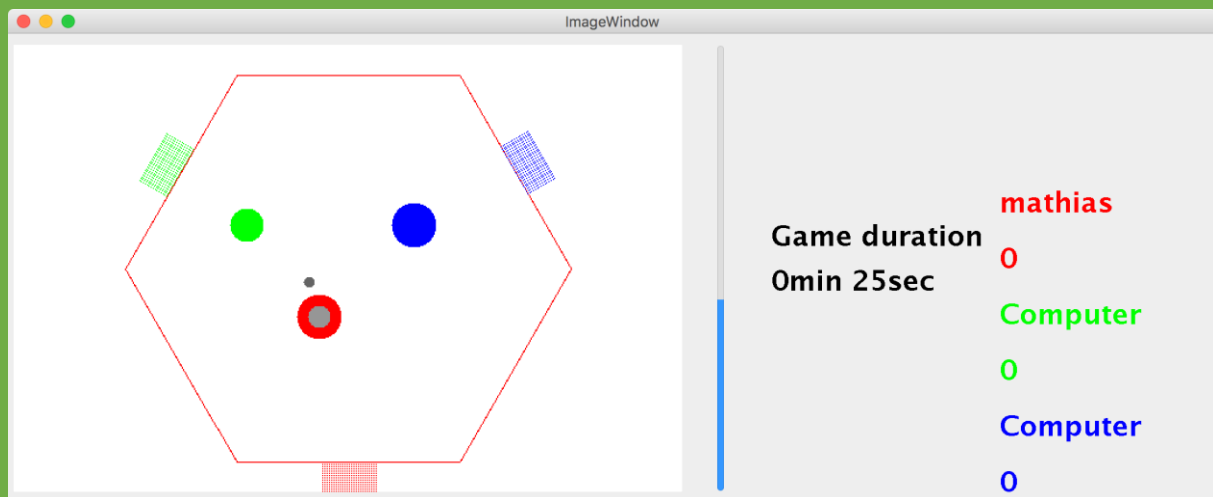 ImageWindow
Game duration
0min 25sec
mathias
0
Computer
0
Computer
0